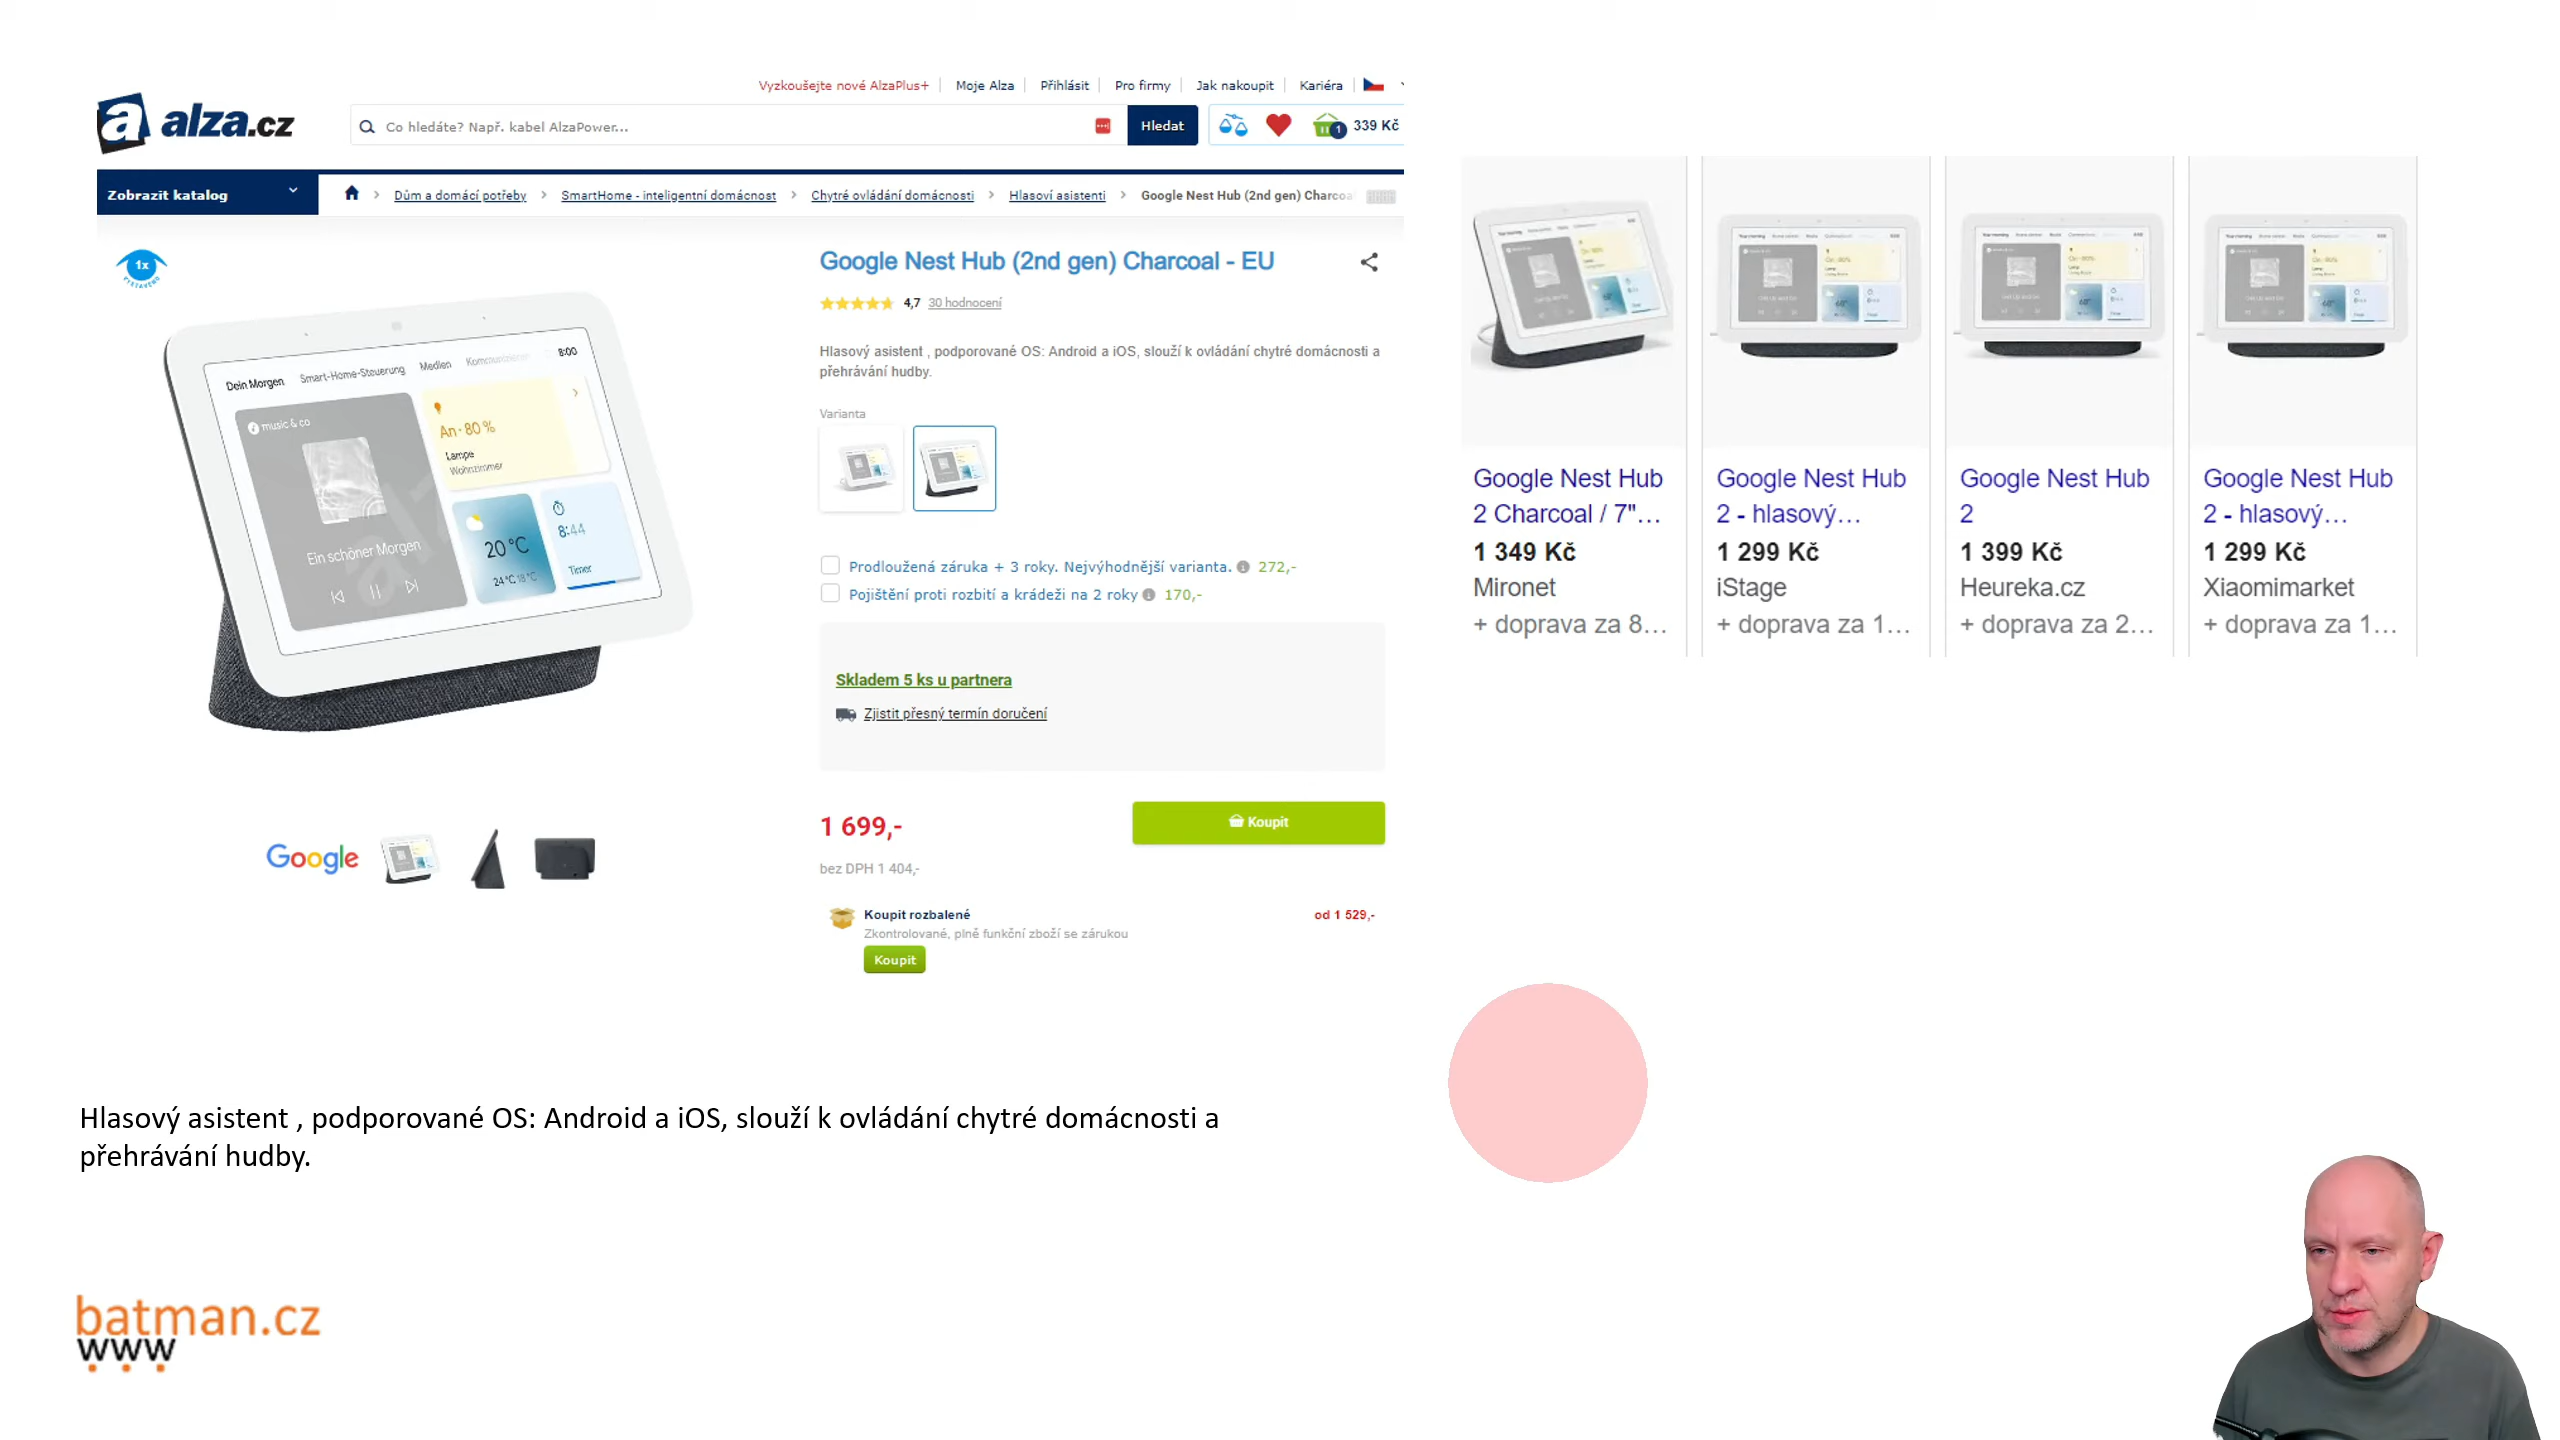 Vyzkoušejte nové AlzaPlus+
Moje Alza
Přihlásit
Pro firmy
Jak nakoupit
Kariéra
alza.cz
Co hledáte? Např. kabel AlzaPower...
Hledat
1
339 Kč
Zobrazit katalog
Dům a domácí potřeby
SmartHome - inteligentní domácnost
Chytré ovládání domácnosti
Hlasoví asistenti
Google Nest Hub (2nd gen) Charcoa
1x
Google Nest Hub (2nd gen) Charcoal - EU
4,7
30 hodnocení
Hlasový asistent , podporované OS: Android a iOS, slouží k ovládání chytré domácnosti a
přehrávání hudby.
Varianta
Dein Morgen
Smart-Home-Steuerung
Medien
8:00
music & co
An · 80 %
Lampe
Wohnzimmer
Ein schöner Morgen
20 °C
24 °C 18 °C
8:44
Timer
Prodloužená záruka + 3 roky. Nejvýhodnější varianta.
272,-
Pojištění proti rozbití a krádeži na 2 roky
170,-
Skladem 5 ks u partnera
Zjistit přesný termín doručení
1 699,-
Koupit
bez DPH 1 404,-
Google
Koupit rozbalené
od 1 529,-
Zkontrolované, plně funkční zboží se zárukou
Koupit
Google Nest Hub
2 Charcoal / 7"...
1 349 Kč
Mironet
+ doprava za 8...
Google Nest Hub
2 - hlasový...
1 299 Kč
iStage
+ doprava za 1...
Google Nest Hub
2
1 399 Kč
Heureka.cz
+ doprava za 2...
Google Nest Hub
2 - hlasový...
1 299 Kč
Xiaomimarket
+ doprava za 1...
Hlasový asistent , podporované OS: Android a iOS, slouží k ovládání chytré domácnosti a
přehrávání hudby.
batman.cz
www